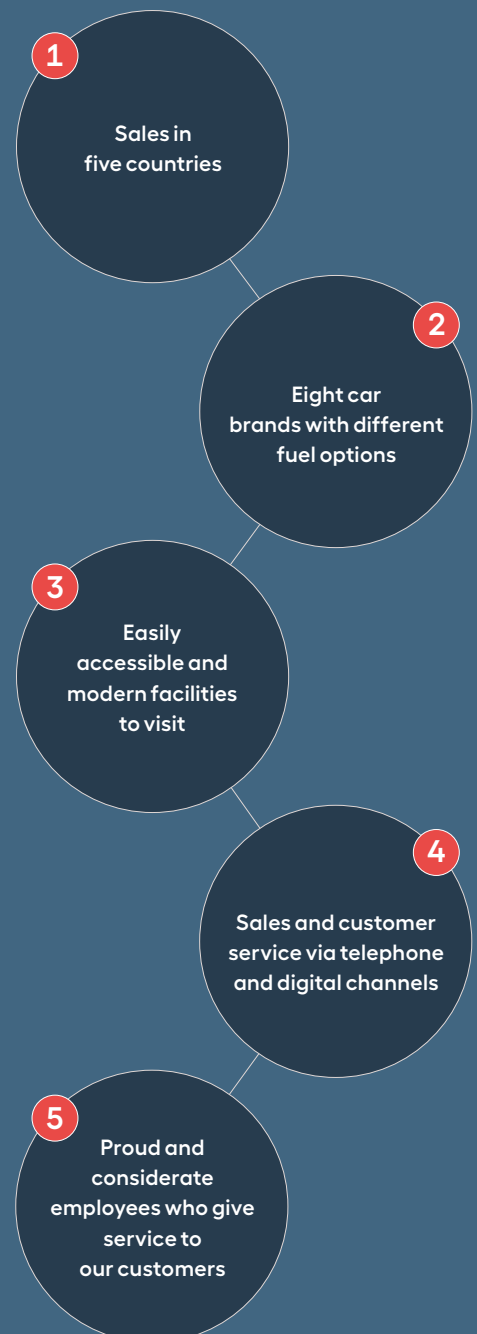 1
Sales in
five countries
2
Eight car
brands with different
fuel options
3
Easily
accessible and
modern facilities
to visit
4
Sales and customer
service via telephone
and digital channels
5
Proud and
considerate
employees who give
service to
our customers